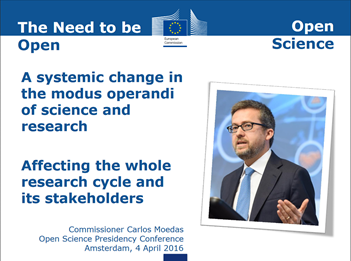 The Need to be
Open
European
Commission
Open
Science
A systemic change in
the modus operandi
of science and
research
Affecting the whole
research cycle and
its stakeholders
Commissioner Carlos Moedas
Open Science Presidency Conference
Amsterdam, 4 April 2016